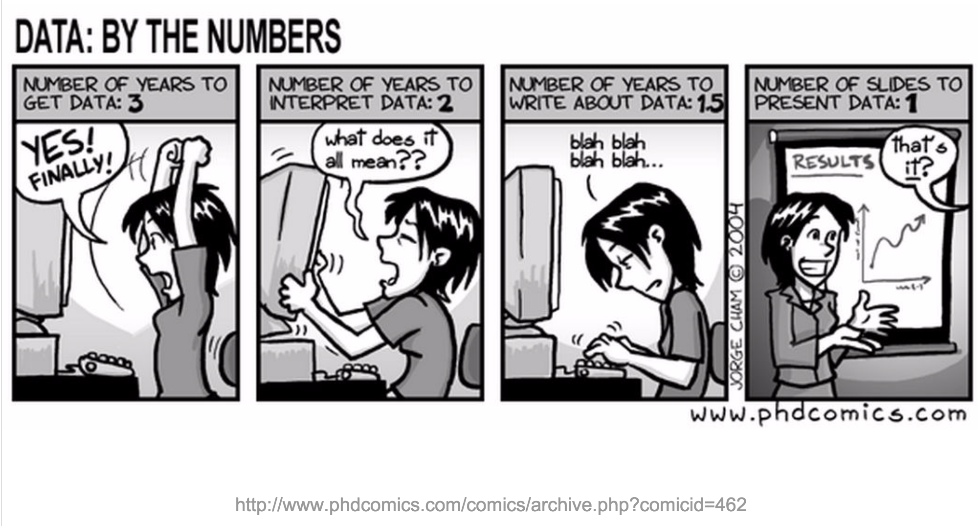 DATA: BY THE NUMBERS
NUMBER OF YEARS TO
GET DATA: 3
YES!
FINALLY!
NUMBER OF YEARS TO
INTERPRET DATA: 2
what does it
all mean??
NUMBER OF YEARS TO
WRITE ABOUT DATA: 1.5
blah blah
blah blah...
NUMBER OF SLIDES TO
PRESENT DATA: 1
RESULTS
that's
it?
JORGE CHAM © 2004
www.phdcomics.com
http://www.phdcomics.com/comics/archive.php?comicid=462